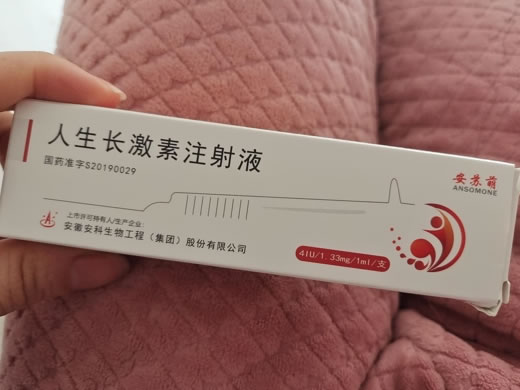 人生长激素注射液
国药准字S20190029
安苏萌
ANSOMONE
上市许可持有人/生产企业:
安徽安科生物工程(集团)股份有限公司
4IU/1.33mg/1ml/支